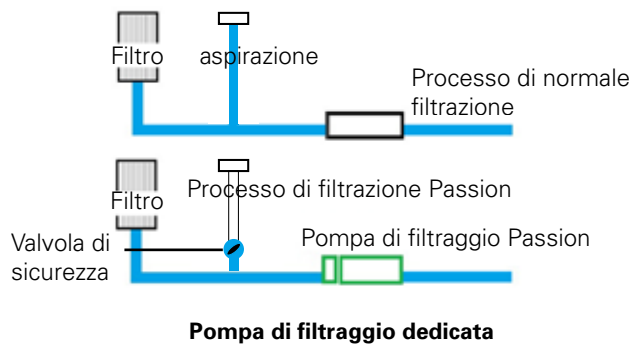 Filtro
aspirazione
Processo di normale
filtrazione
Filtro
Processo di filtrazione Passion
Valvola di
sicurezza
Pompa di filtraggio Passion
Pompa di filtraggio dedicata